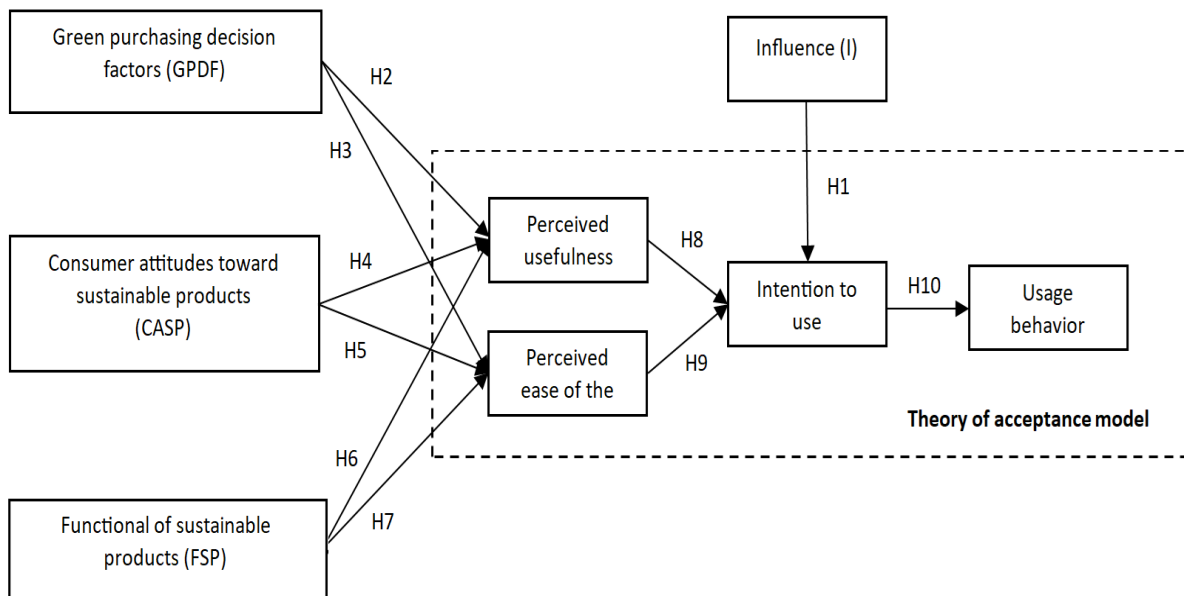 Green purchasing decision
factors (GPDF)
Influence (I)
H2
H3
H1
Perceived
usefulness
Consumer attitudes toward
sustainable products
(CASP)
H4
H8
Intention to
use
H10
Usage
behavior
H5
Perceived
ease of the
H9
Theory of acceptance model
H6
H7
Functional of sustainable
products (FSP)